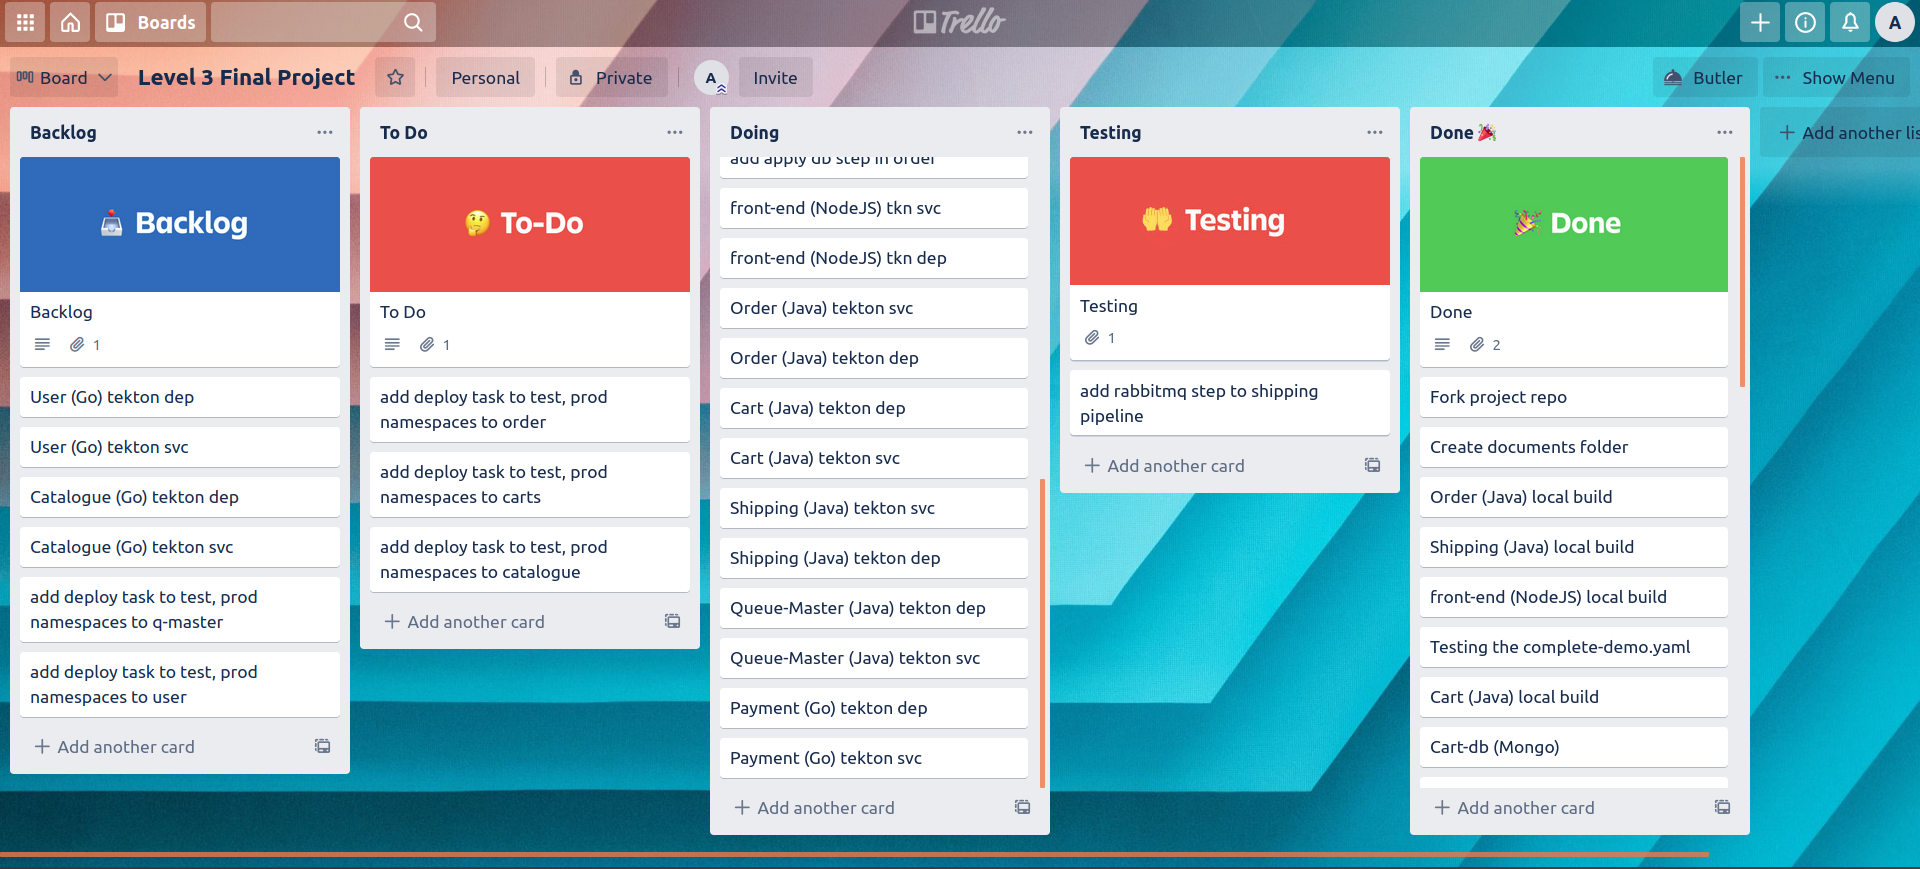 Boards
Trello
A
Board
Level 3 Final Project
Personal
Private
A
Invite
Butler
Show Menu
Backlog
Backlog
Backlog
1
User (Go) tekton dep
User (Go) tekton svc
Catalogue (Go) tekton dep
Catalogue (Go) tekton svc
add deploy task to test, prod
namespaces to q-master
add deploy task to test, prod
namespaces to user
Add another card
To Do
To-Do
To Do
1
add deploy task to test, prod
namespaces to order
add deploy task to test, prod
namespaces to carts
add deploy task to test, prod
namespaces to catalogue
Add another card
Doing
add apply db step in order
front-end (NodeJS) tkn svc
front-end (NodeJS) tkn dep
Order (Java) tekton svc
Order (Java) tekton dep
Cart (Java) tekton dep
Cart (Java) tekton svc
Shipping (Java) tekton svc
Shipping (Java) tekton dep
Queue-Master (Java) tekton dep
Queue-Master (Java) tekton svc
Payment (Go) tekton dep
Payment (Go) tekton svc
Add another card
Testing
Testing
Testing
1
add rabbitmq step to shipping
pipeline
Add another card
Done 🎉
Done
Done
2
Fork project repo
Create documents folder
Order (Java) local build
Shipping (Java) local build
front-end (NodeJS) local build
Testing the complete-demo.yaml
Cart (Java) local build
Cart-db (Mongo)
Add another card
Add another lis